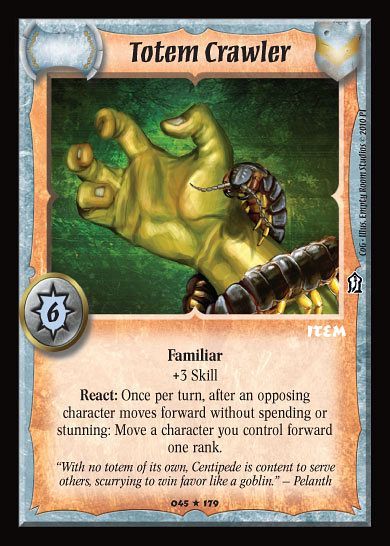 Totem Crawler
Cog - Illus. Empty Room Studios © 2010 PI
6
ITEM
Familiar
+3 Skill
React: Once per turn, after an opposing
character moves forward without spending or
stunning: Move a character you control forward
one rank.
“With no totem of its own, Centipede is content to serve
others, scurrying to win favor like a goblin.” – Pelanth
045 ★ 179